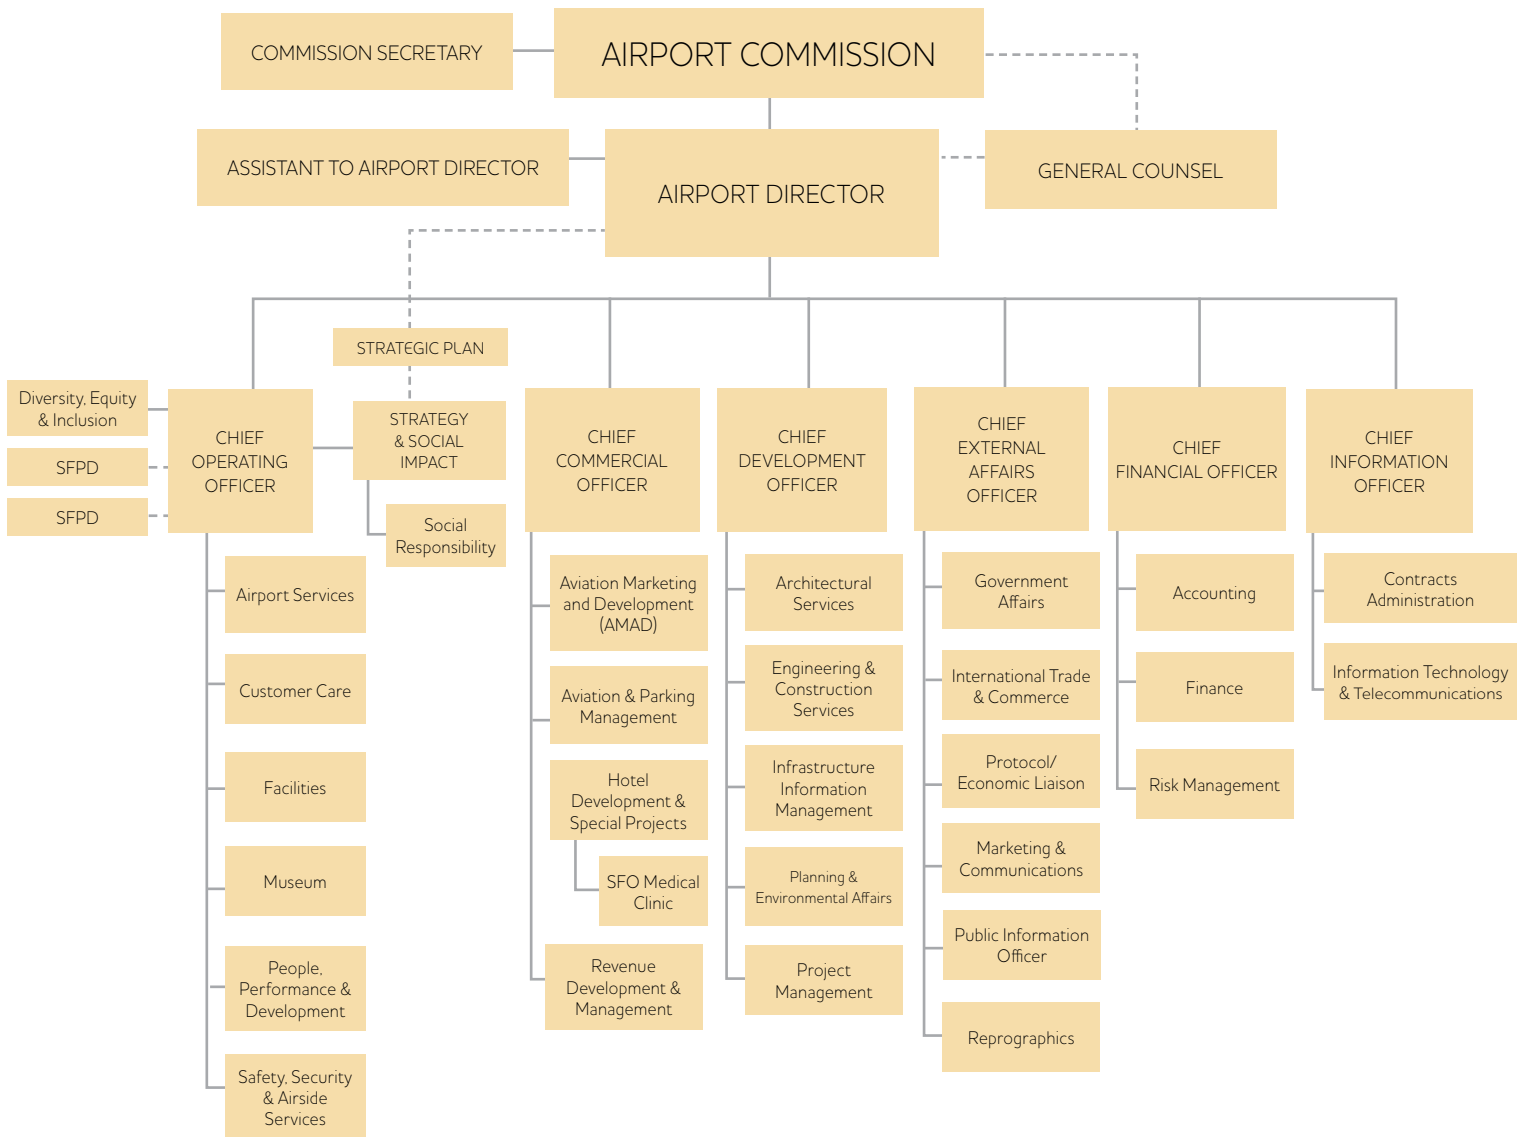 COMMISSION SECRETARY
AIRPORT COMMISSION
ASSISTANT TO AIRPORT DIRECTOR
AIRPORT DIRECTOR
GENERAL COUNSEL
STRATEGIC PLAN
Diversity, Equity
& Inclusion
SFPD
SFPD
CHIEF
OPERATING
OFFICER
STRATEGY
& SOCIAL
IMPACT
Social
Responsibility
Airport Services
Customer Care
Facilities
Museum
People,
Performance &
Development
Safety, Security
& Airside
Services
CHIEF
COMMERCIAL
OFFICER
Aviation Marketing
and Development
(AMAD)
Aviation & Parking
Management
Hotel
Development &
Special Projects
SFO Medical
Clinic
Revenue
Development &
Management
CHIEF
DEVELOPMENT
OFFICER
Architectural
Services
Engineering &
Construction
Services
Infrastructure
Information
Management
Planning &
Environmental Affairs
Project
Management
CHIEF
EXTERNAL
AFFAIRS
OFFICER
Government
Affairs
International Trade
& Commerce
Protocol/
Economic Liaison
Marketing &
Communications
Public Information
Officer
Reprographics
CHIEF
FINANCIAL OFFICER
Accounting
Finance
Risk Management
CHIEF
INFORMATION
OFFICER
Contracts
Administration
Information Technology
& Telecommunications